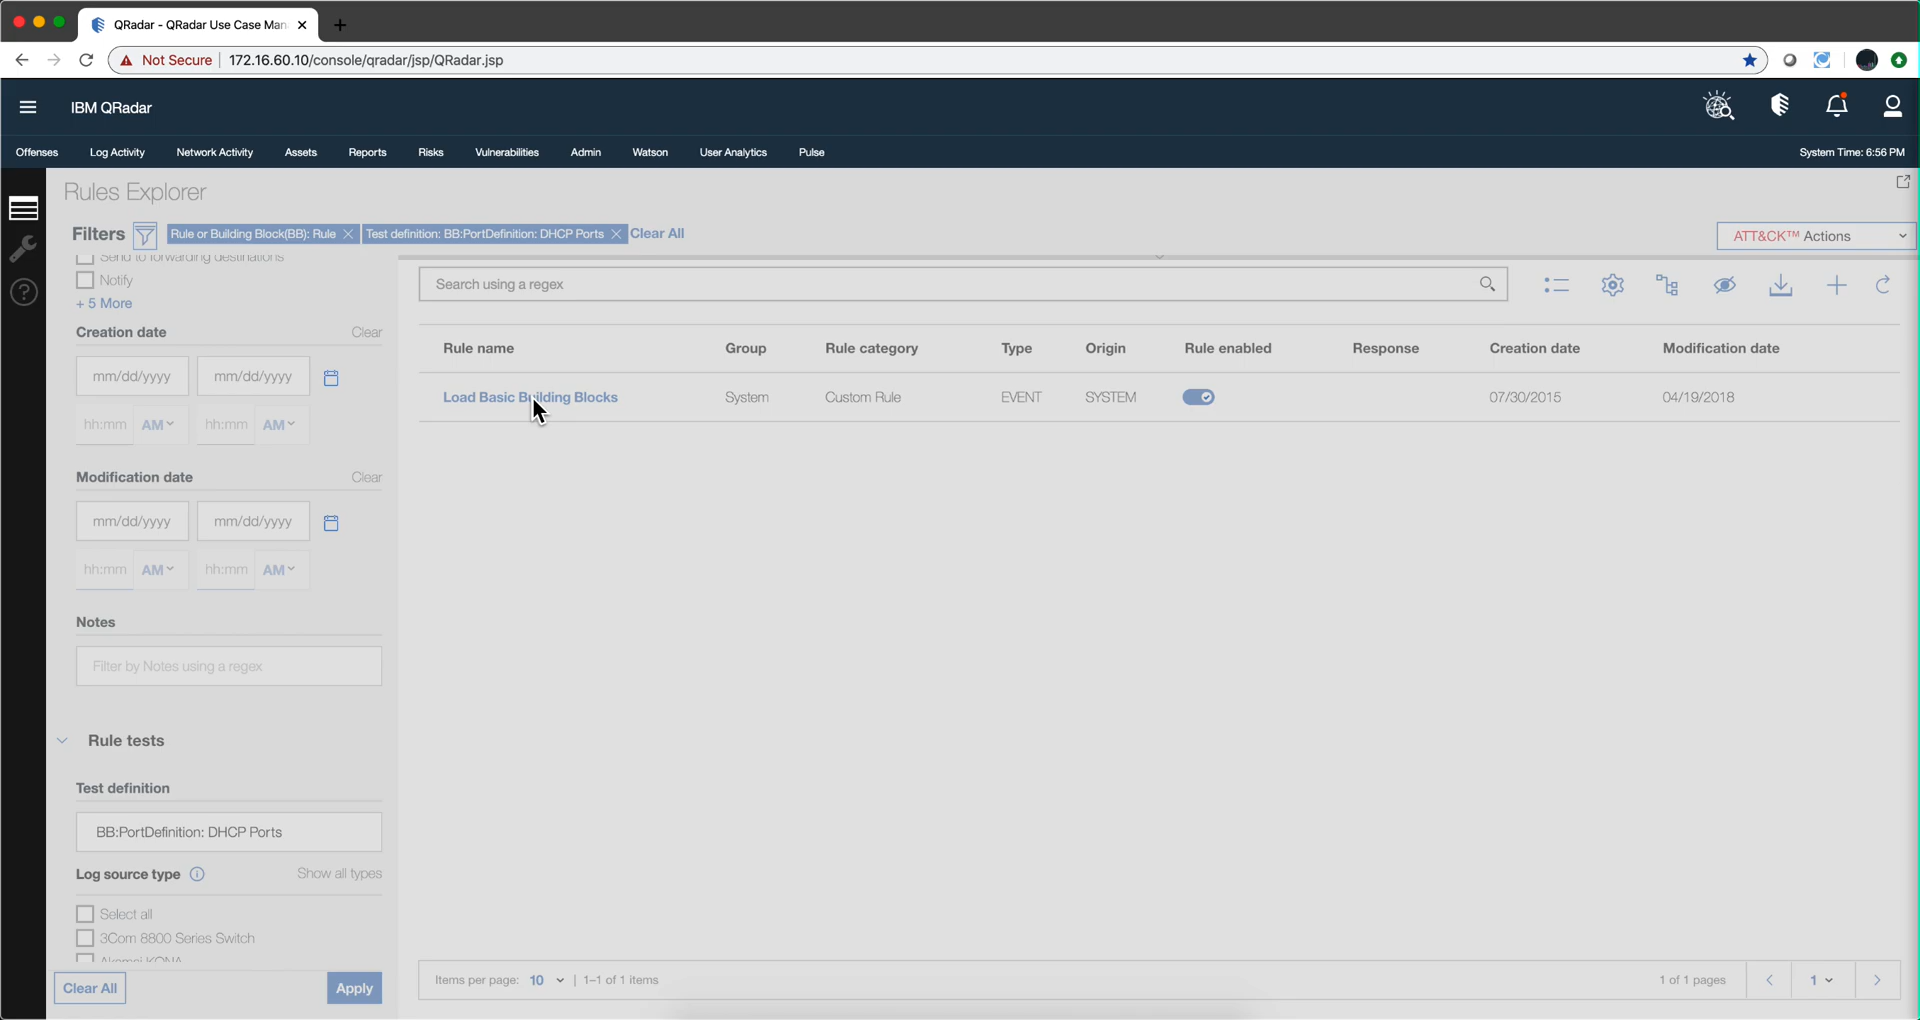 QRadar - QRadar Use Case Man
Not Secure
172.16.60.10/console/qradar/jsp/QRadar.jsp
IBM QRadar
Offenses Log Activity Network Activity Assets Reports Risks Vulnerabilities Admin Watson User Analytics Pulse System Time: 6:56 PM
Rules Explorer
Filters Rule or Building Block(BB): Rule Test definition: BB:PortDefinition: DHCP Ports Clear All ATT&CK™ Actions
Send to forwarding destinations
Notify
+ 5 More
Search using a regex
Creation date Clear
mm/dd/yyyy mm/dd/yyyy
hh:mm AM hh:mm AM
Modification date Clear
mm/dd/yyyy mm/dd/yyyy
hh:mm AM hh:mm AM
Notes
Filter by Notes using a regex
Rule tests
Test definition
BB:PortDefinition: DHCP Ports
Log source type Show all types
Select all
3Com 8800 Series Switch
Akamai KONA
Clear All Apply
Rule name Group Rule category Type Origin Rule enabled Response Creation date Modification date
Load Basic Building Blocks System Custom Rule EVENT SYSTEM 07/30/2015 04/19/2018
Items per page: 10 1–1 of 1 items 1 of 1 pages 1